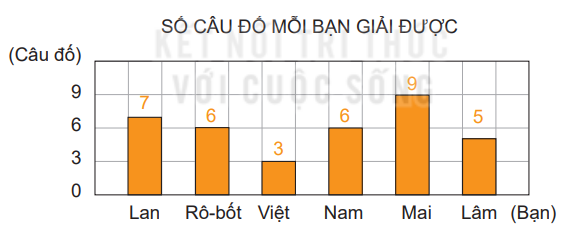 SỐ CÂU ĐỐ MỖI BẠN GIẢI ĐƯỢC
KẾT NỐI TRI THỨC
VỚI CUỘC SỐNG
(Câu đố)
9
6
3
0
7
6
3
6
9
5
Lan Rô-bốt Việt Nam Mai Lâm (Bạn)